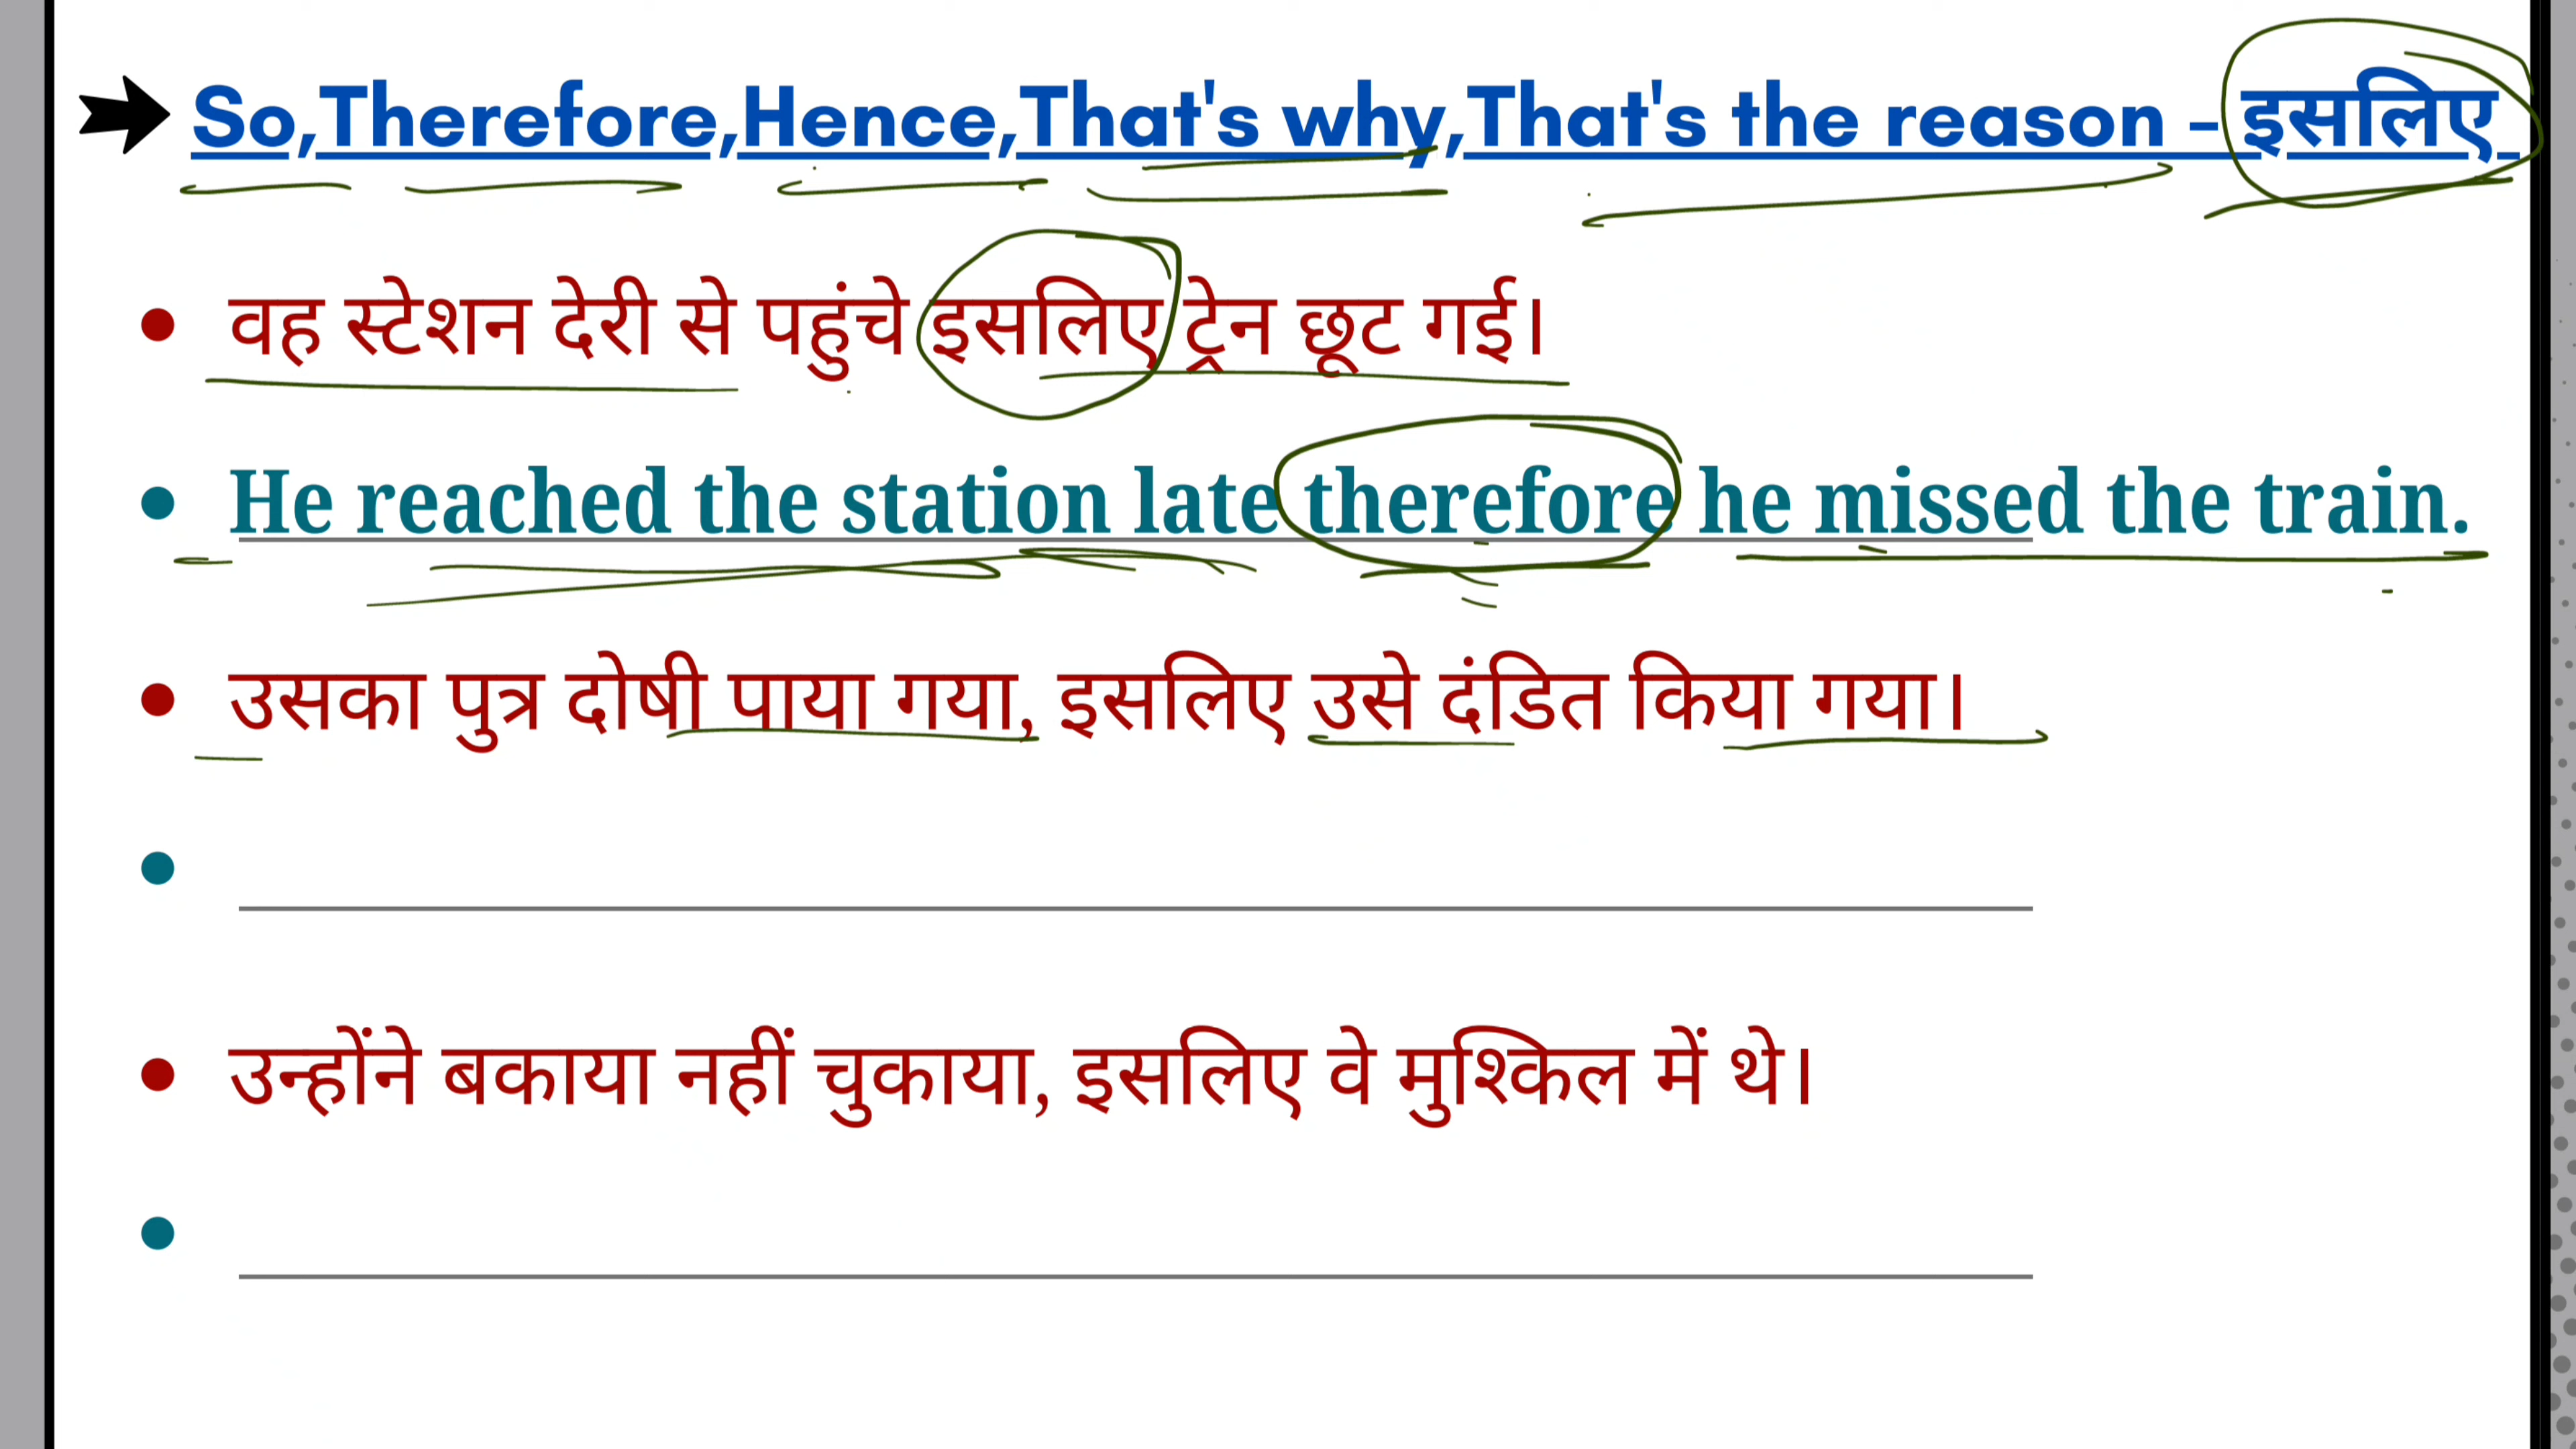 So,Therefore,Hence,That's why,That's the reason - इसलिए
वह स्टेशन देरी से पहुंचे इसलिए ट्रेन छूट गई।
He reached the station late therefore he missed the train.
उसका पुत्र दोषी पाया गया, इसलिए उसे दंडित किया गया।
उन्होंने बकाया नहीं चुकाया, इसलिए वे मुश्किल में थे।